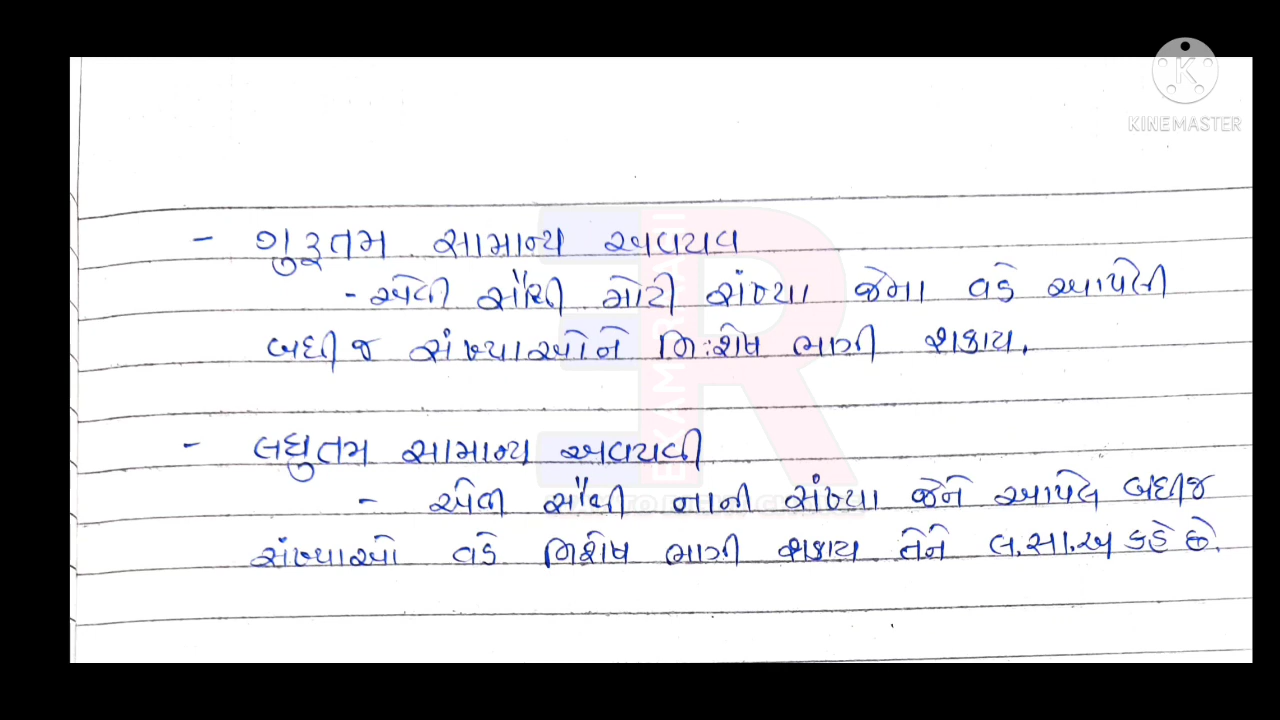 KINEMASTER
- ગુરૂતમ સામાન્ય અવયવ
- એવી સૌથી મોટી સંખ્યા જેના વડે આપેલી
બધી જ સંખ્યાઓને નિઃશેષ ભાગી શકાય.
- લઘુતમ સામાન્ય અવયવી
- એવી સૌથી નાની સંખ્યા જેને આપેલ બધીજ
સંખ્યાઓ વડે નિશેષ ભાગી શકાય તેને લ.સા.અ કહે છે.